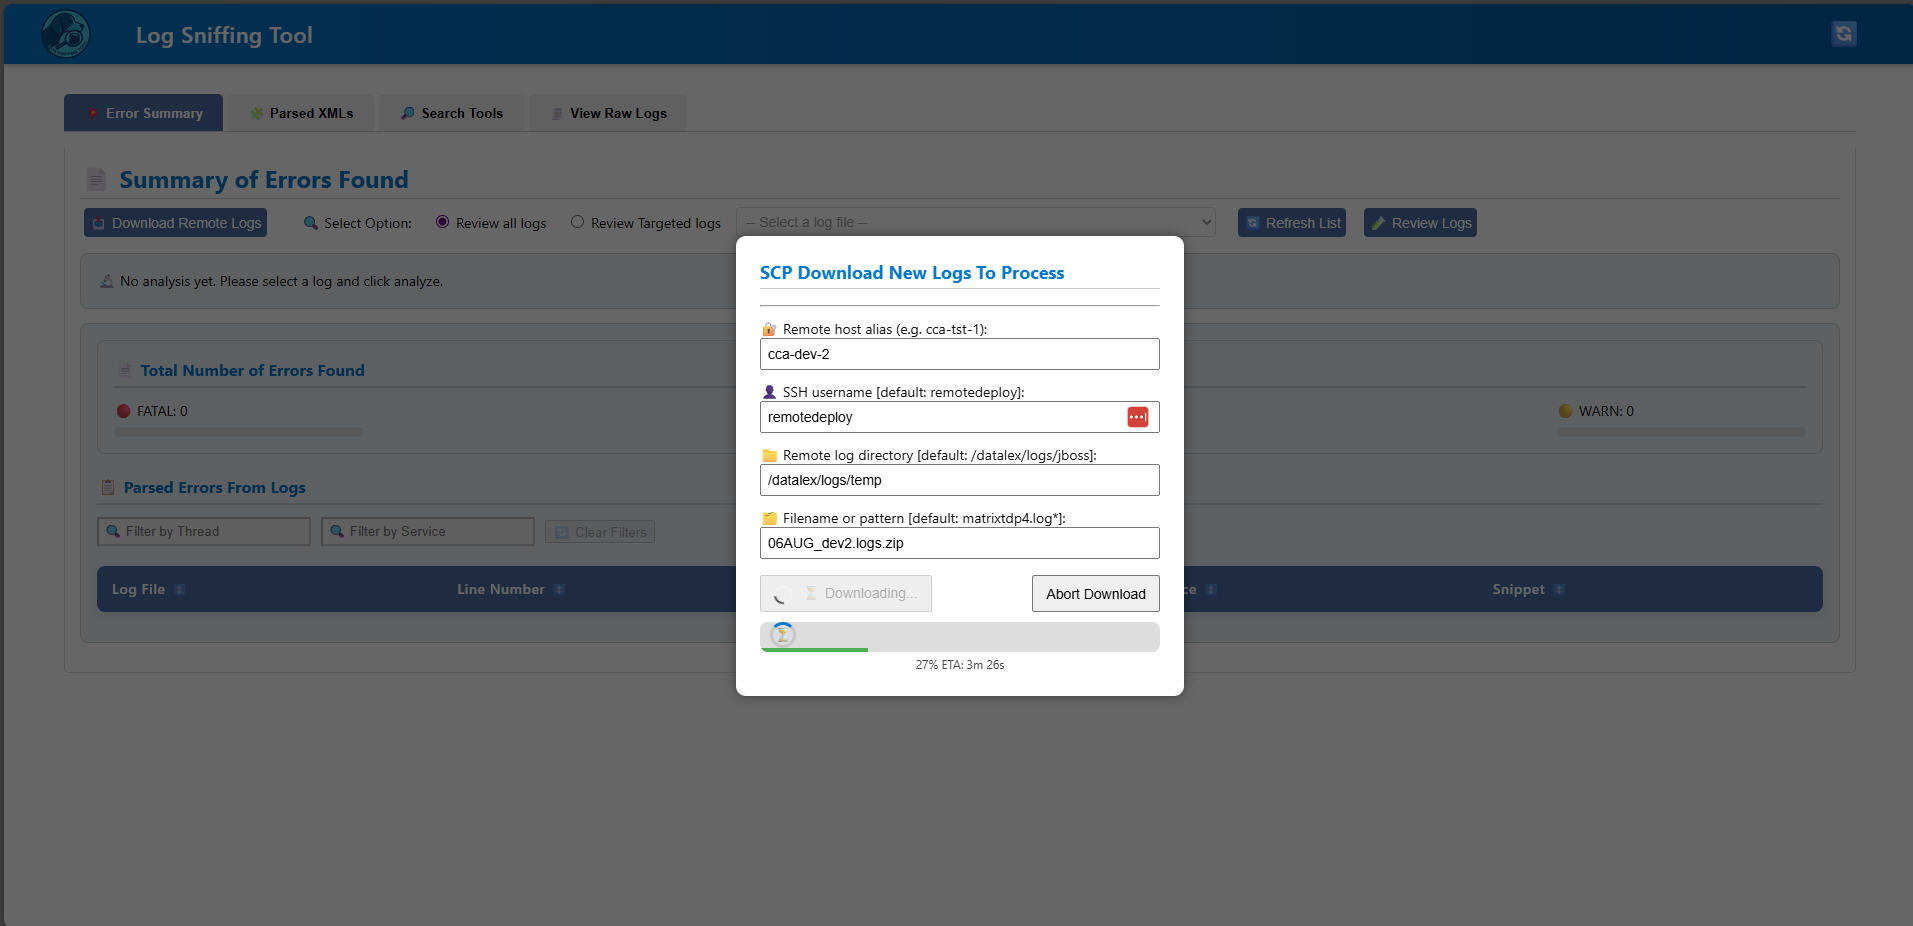 Log Sniffing Tool
Error Summary
Parsed XMLs
Search Tools
View Raw Logs
Summary of Errors Found
Download Remote Logs
Select Option:
Review all logs
Review Targeted logs
-- Select a log file --
Refresh List
Review Logs
No analysis yet. Please select a log and click analyze.
Total Number of Errors Found
FATAL: 0
WARN: 0
Parsed Errors From Logs
Filter by Thread
Filter by Service
Clear Filters
Log File
Line Number
Snippet
SCP Download New Logs To Process
Remote host alias (e.g. cca-tst-1):
cca-dev-2
SSH username [default: remotedeploy]:
remotedeploy
Remote log directory [default: /datalex/logs/jboss]:
/datalex/logs/temp
Filename or pattern [default: matrixtdp4.log*]:
06AUG_dev2.logs.zip
Downloading...
Abort Download
27% ETA: 3m 26s